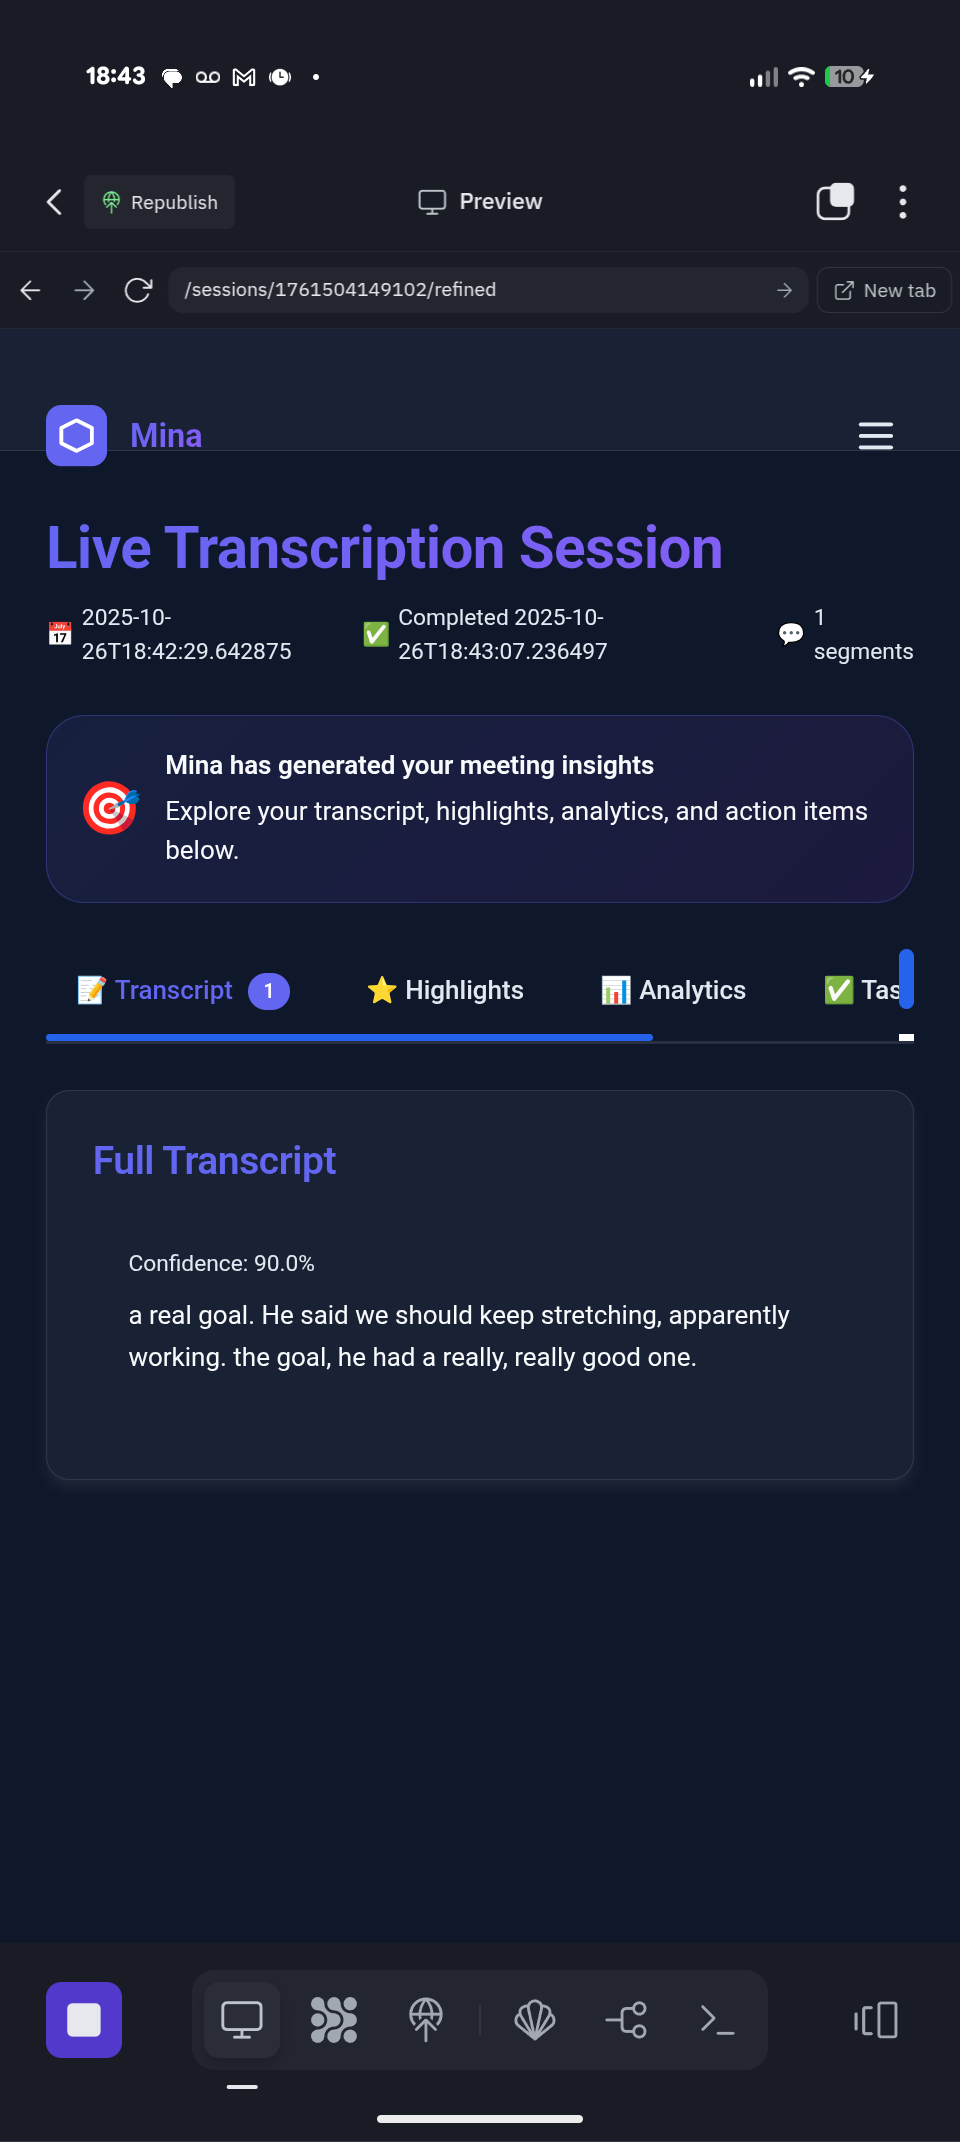 18:43
10
Republish
Preview
/sessions/1761504149102/refined
New tab
Mina
Live Transcription Session
2025-10-
26T18:42:29.642875
Completed 2025-10-
26T18:43:07.236497
1
segments
Mina has generated your meeting insights
Explore your transcript, highlights, analytics, and action items
below.
Transcript 1
Highlights
Analytics
Tas
Full Transcript
Confidence: 90.0%
a real goal. He said we should keep stretching, apparently
working. the goal, he had a really, really good one.